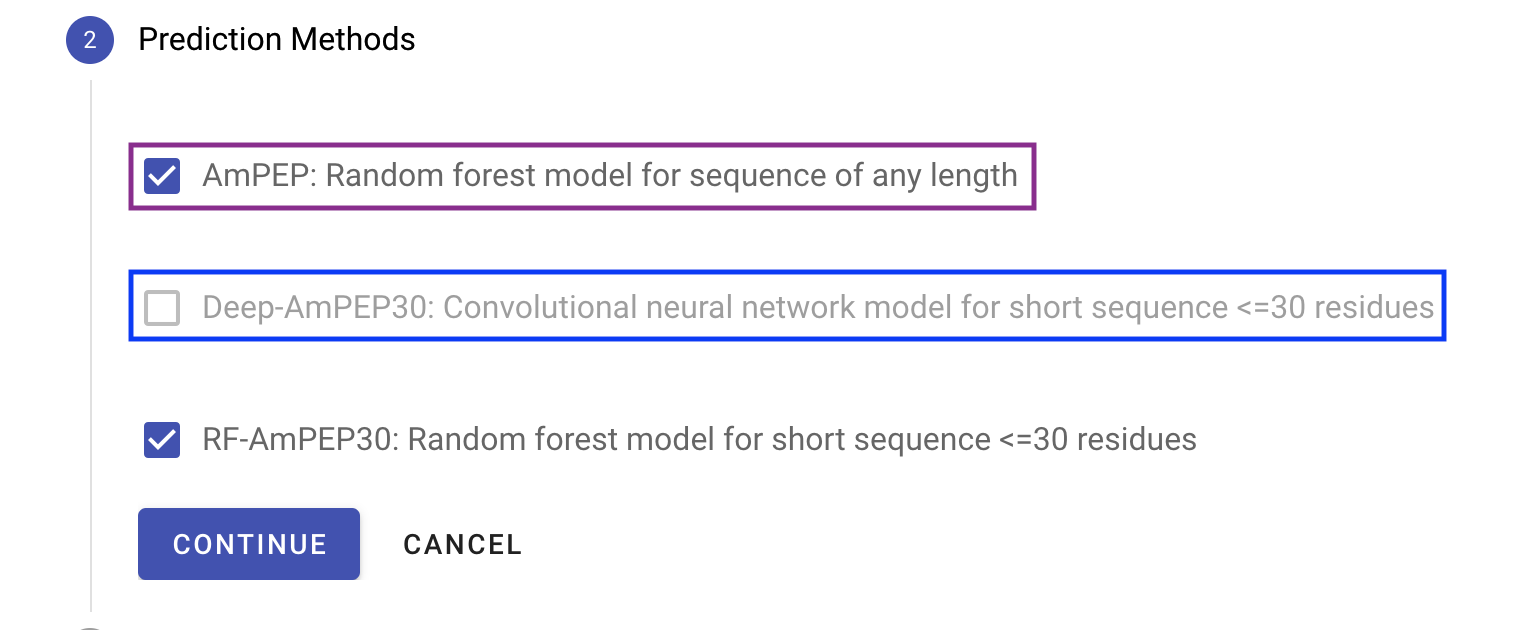 2 Prediction Methods
AmPEP: Random forest model for sequence of any length
Deep-AmPEP30: Convolutional neural network model for short sequence <=30 residues
RF-AmPEP30: Random forest model for short sequence <=30 residues
CONTINUE CANCEL